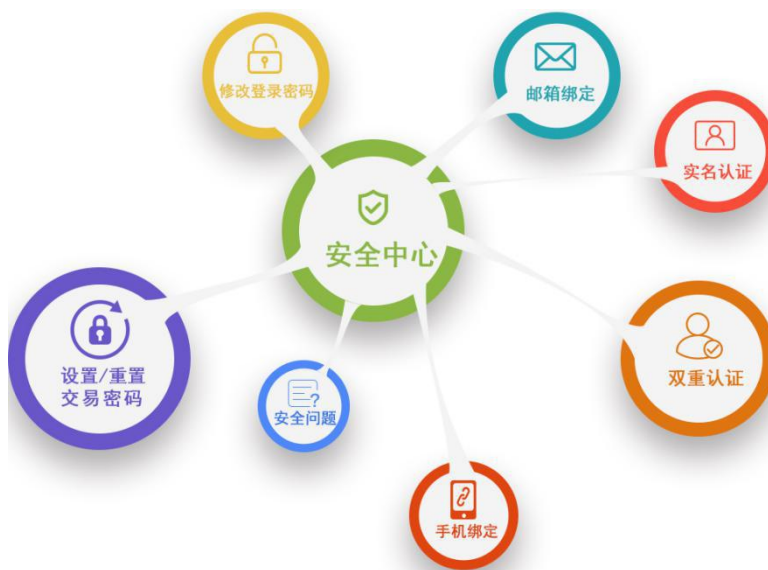 修改登录密码
邮箱绑定
实名认证
安全中心
设置/重置
交易密码
双重认证
安全问题
手机绑定